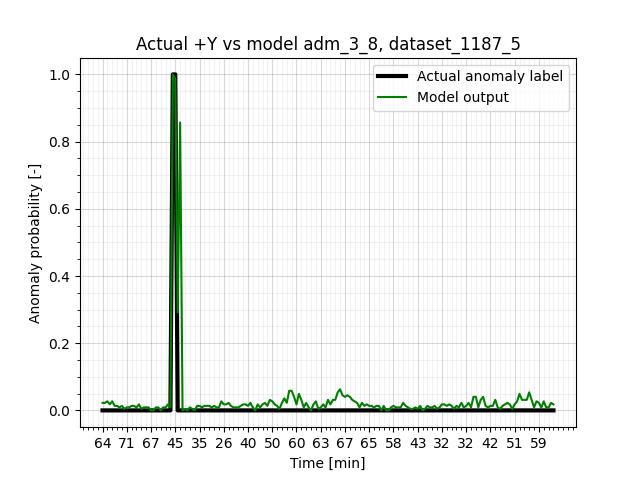 Actual +Y vs model adm_3_8, dataset_1187_5
Actual anomaly label
Model output
Anomaly probability [-]
1.0
0.8
0.6
0.4
0.2
0.0
64 71 67 45 35 26 40 50 60 63 67 65 58 43 32 32 42 51 59
Time [min]